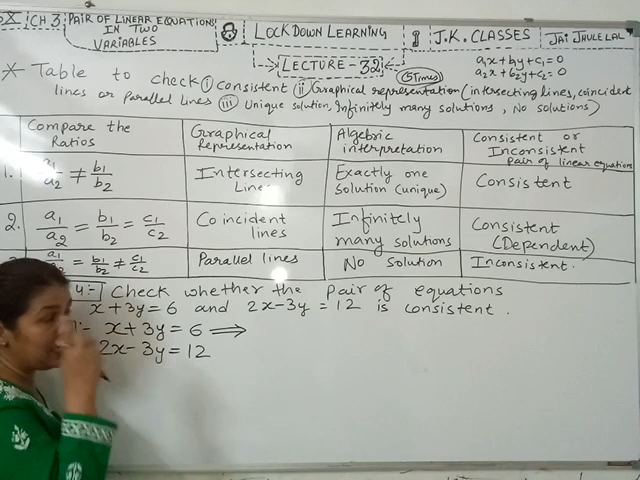 X CH 3 PAIR OF LINEAR EQUATIONS IN TWO VARIABLES
LOCKDOWN LEARNING
J.K. CLASSES
JAI JHULELAL
LECTURE - 32
a₁x + by + c₁ = 0
a₂x + b₂y + c₂ = 0
* Table to check (i) consistent (ii) Graphical representation (intersecting lines, coincident
(5Times)
lines or Parallel Lines (iii) Unique solution, Infinitely many solutions, No solutions)
Compare the Ratios | Graphical Representation | Algebric interpretation | Consistent or Inconsistent pair of linear equation
1. a₁/a₂ ≠ b₁/b₂ | Intersecting Lines | Exactly one solution (unique) | Consistent
2. a₁/a₂ = b₁/b₂ = c₁/c₂ | Coincident lines | Infinitely many solutions | Consistent (Dependent)
a₁/a₂ = b₁/b₂ ≠ c₁/c₂ | Parallel lines | No solution | Inconsistent.
4:- Check whether the pair of equations
x + 3y = 6 and 2x - 3y = 12 is consistent.
:- x + 3y = 6 ⟹
2x - 3y = 12